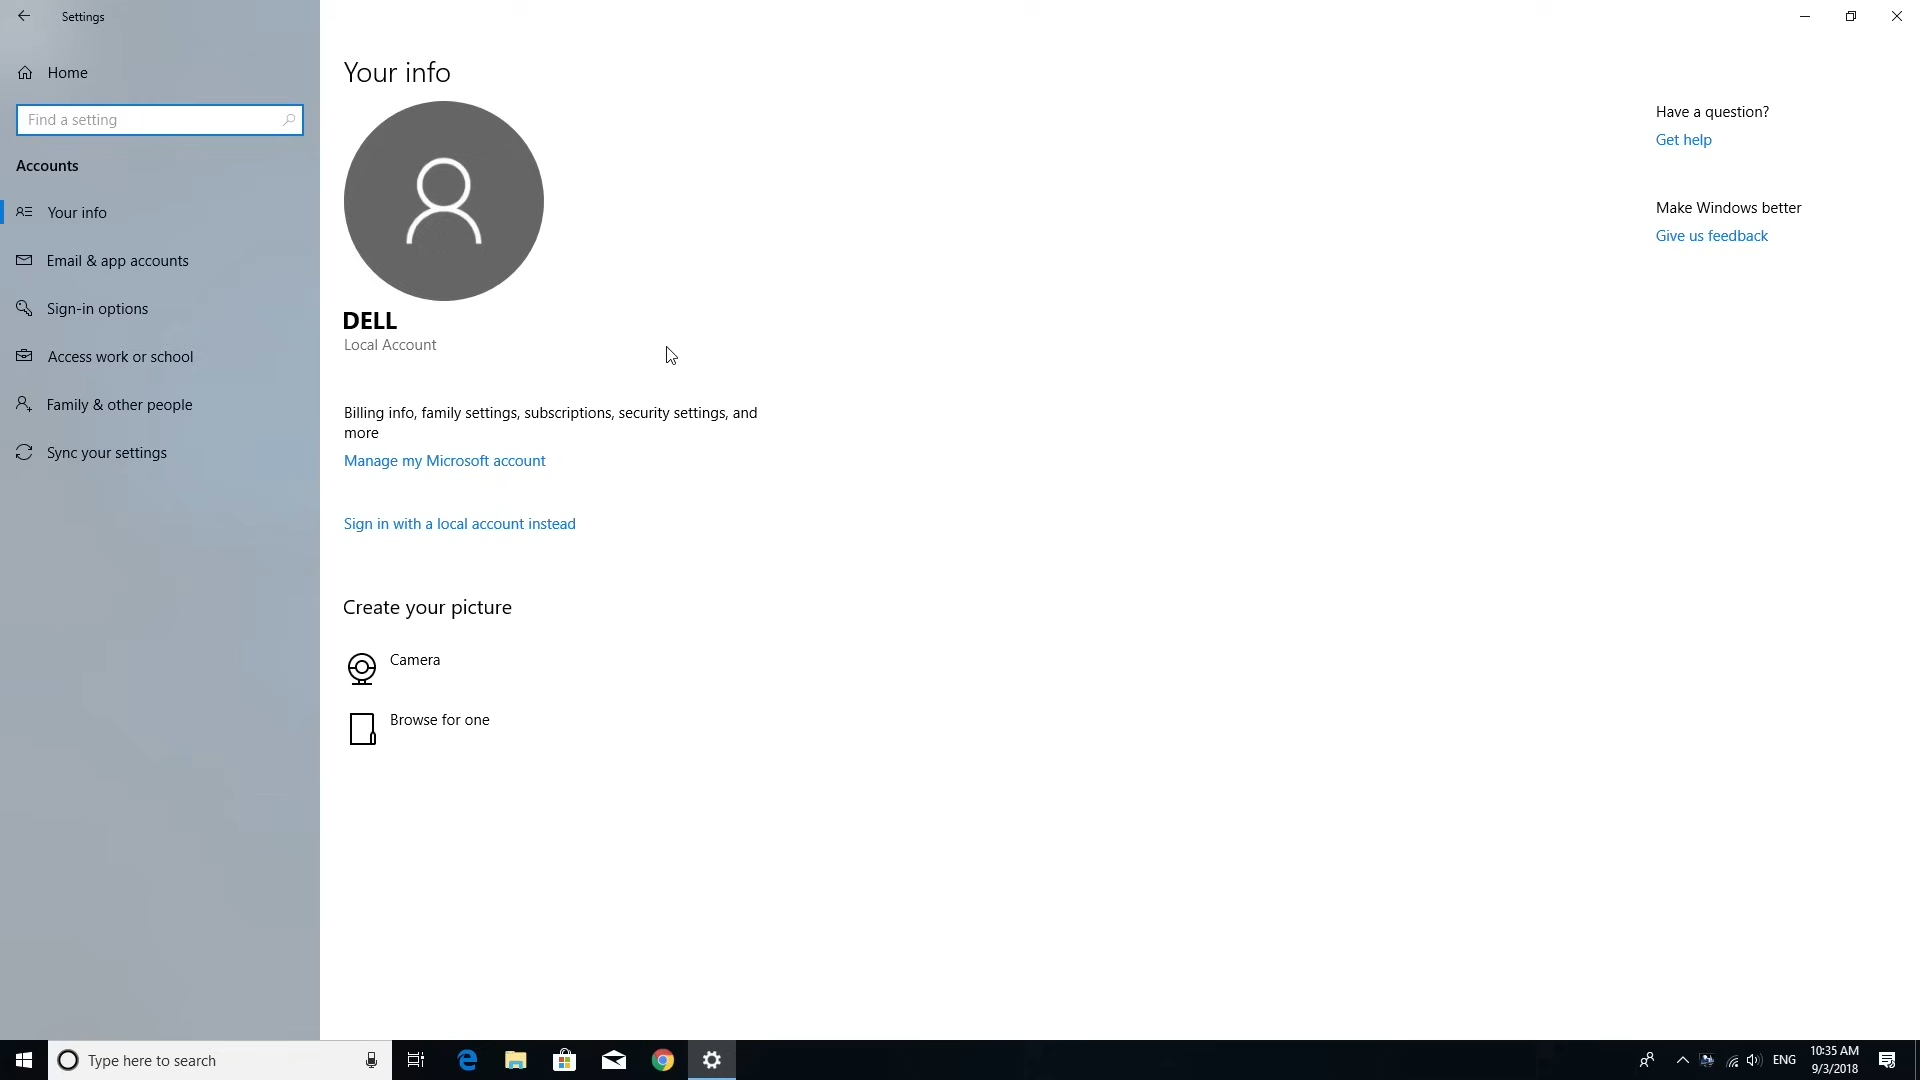 Settings
Home
Find a setting
Accounts
Your info
Email & app accounts
Sign-in options
Access work or school
Family & other people
Sync your settings
Your info
DELL
Local Account
Billing info, family settings, subscriptions, security settings, and
more
Manage my Microsoft account
Sign in with a local account instead
Create your picture
Camera
Browse for one
Have a question?
Get help
Make Windows better
Give us feedback
Type here to search
ENG
10:35 AM
9/3/2018